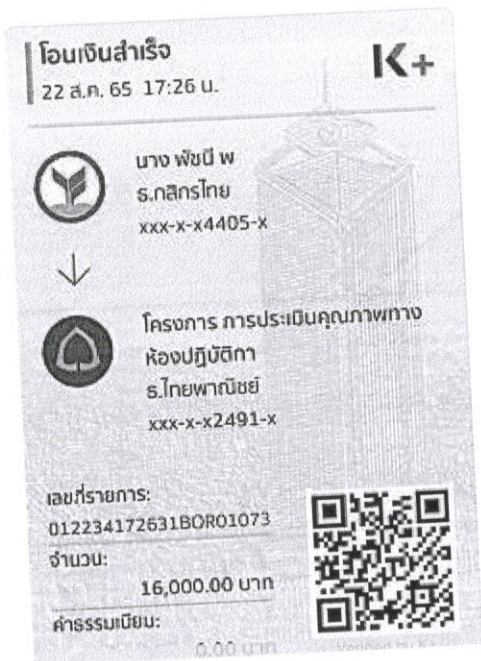 โอนเงินสำเร็จ
22 ส.ค. 65 17:26 น.
K+
นาง พัชนี พ
ธ.กสิกรไทย
xxx-x-x4405-x
โครงการ การประเมินคุณภาพทาง
ห้องปฏิบัติกา
ธ.ไทยพาณิชย์
xxx-x-x2491-x
เลขที่รายการ:
012234172631BOR01073
จำนวน:
16,000.00 บาท
ค่าธรรมเนียม:
0.00 บาท
Verified by K+